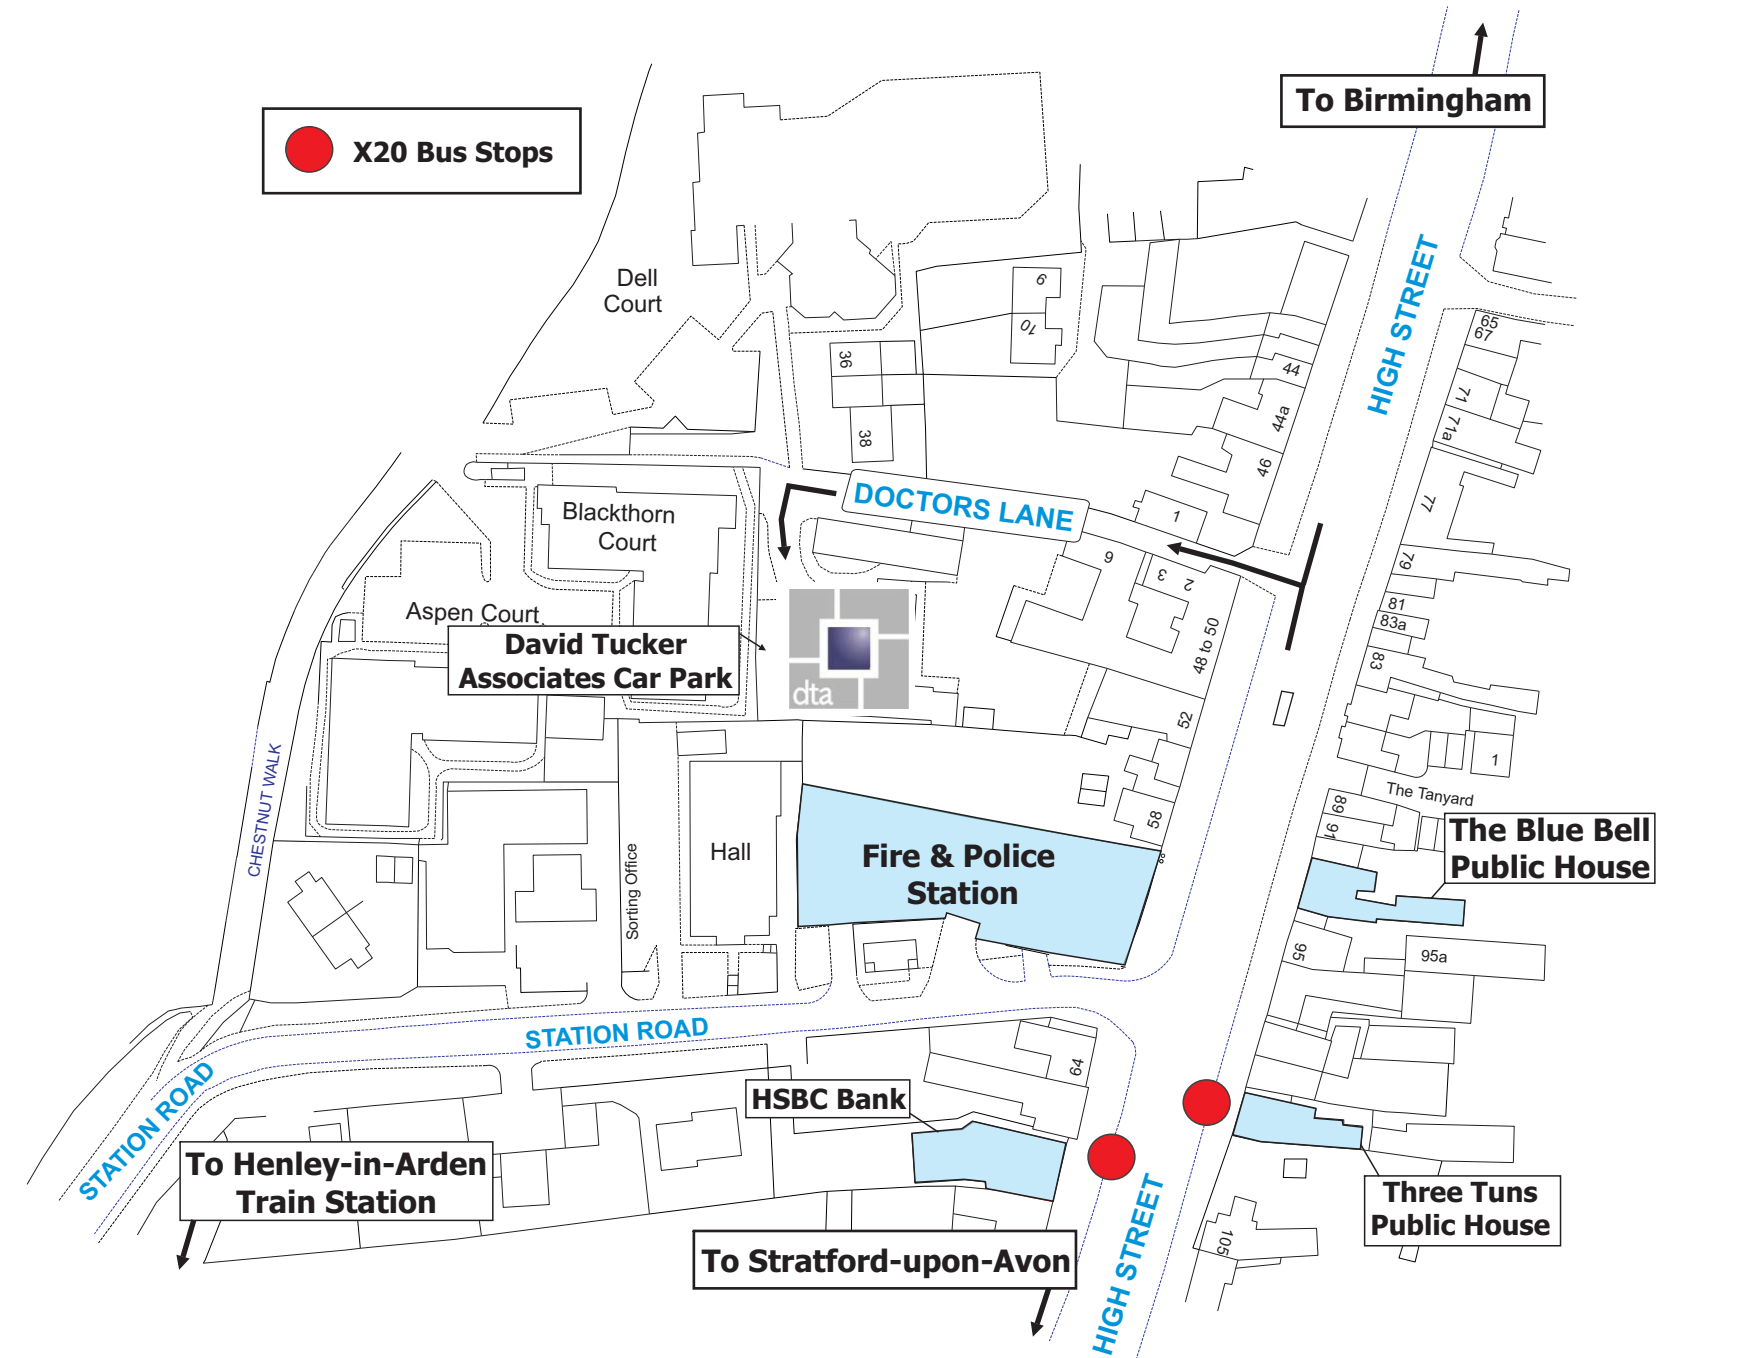 To Birmingham
X20 Bus Stops
HIGH STREET
Dell
Court
9
10
36
38
65
67
44
44a
46
71
71a
77
79
81
83a
83
1
DOCTORS LANE
Blackthorn
Court
Aspen Court
David Tucker
Associates Car Park
dta
1
6
3
2
48 to 50
52
58
The Tanyard
89
91
The Blue Bell
Public House
CHESTNUT WALK
Sorting Office
Hall
Fire & Police
Station
95
95a
STATION ROAD
64
HSBC Bank
STATION ROAD
To Henley-in-Arden
Train Station
Three Tuns
Public House
105
To Stratford-upon-Avon
HIGH STREET